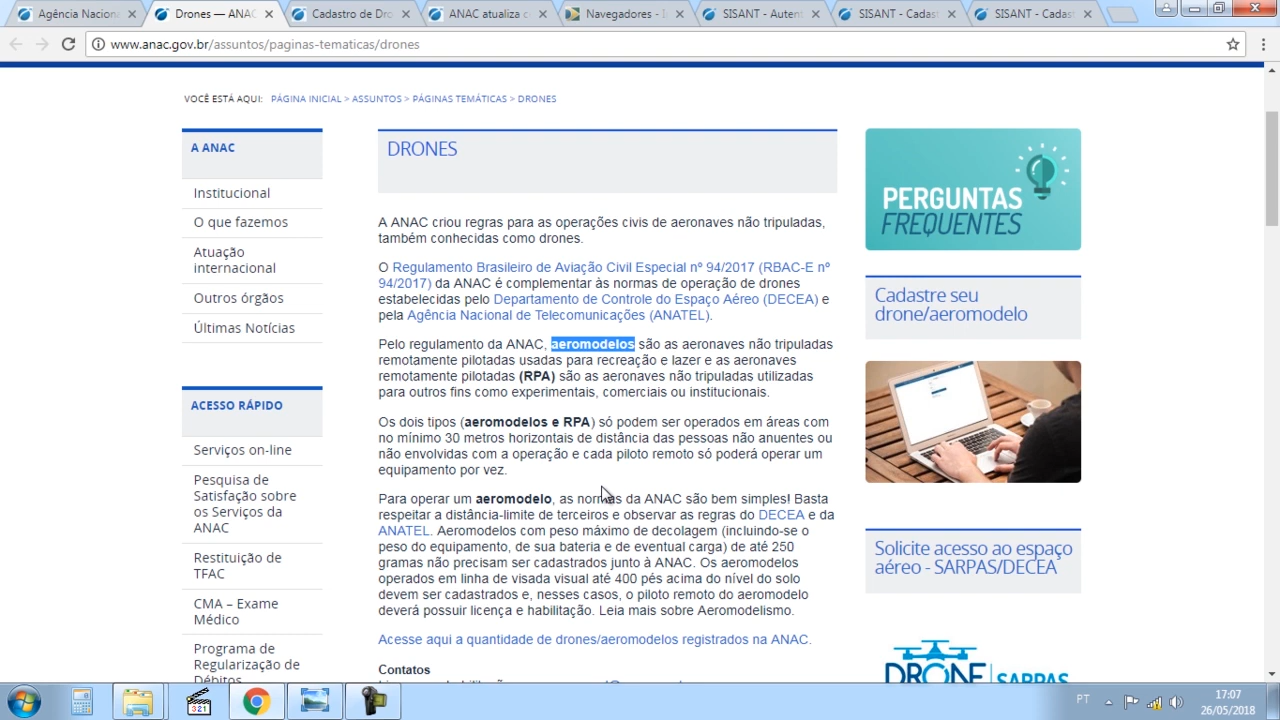 Agência Nacion
Drones — ANA
Cadastro de Dro
ANAC atualiza c
Navegadores -
SISANT - Auten
SISANT - Cadas
SISANT - Cadas
www.anac.gov.br/assuntos/paginas-tematicas/drones
VOCÊ ESTÁ AQUI: PÁGINA INICIAL > ASSUNTOS > PÁGINAS TEMÁTICAS > DRONES
A ANAC
Institucional
O que fazemos
Atuação
internacional
Outros órgãos
Últimas Notícias
ACESSO RÁPIDO
Serviços on-line
Pesquisa de
Satisfação sobre
os Serviços da
ANAC
Restituição de
TFAC
CMA – Exame
Médico
Programa de
Regularização de
Débitos
DRONES
A ANAC criou regras para as operações civis de aeronaves não tripuladas,
também conhecidas como drones.
O Regulamento Brasileiro de Aviação Civil Especial nº 94/2017 (RBAC-E nº
94/2017) da ANAC é complementar às normas de operação de drones
estabelecidas pelo Departamento de Controle do Espaço Aéreo (DECEA) e
pela Agência Nacional de Telecomunicações (ANATEL).
Pelo regulamento da ANAC, aeromodelos são as aeronaves não tripuladas
remotamente pilotadas usadas para recreação e lazer e as aeronaves
remotamente pilotadas (RPA) são as aeronaves não tripuladas utilizadas
para outros fins como experimentais, comerciais ou institucionais.
Os dois tipos (aeromodelos e RPA) só podem ser operados em áreas com
no mínimo 30 metros horizontais de distância das pessoas não anuentes ou
não envolvidas com a operação e cada piloto remoto só poderá operar um
equipamento por vez.
Para operar um aeromodelo, as normas da ANAC são bem simples! Basta
respeitar a distância-limite de terceiros e observar as regras do DECEA e da
ANATEL. Aeromodelos com peso máximo de decolagem (incluindo-se o
peso do equipamento, de sua bateria e de eventual carga) de até 250
gramas não precisam ser cadastrados junto à ANAC. Os aeromodelos
operados em linha de visada visual até 400 pés acima do nível do solo
devem ser cadastrados e, nesses casos, o piloto remoto do aeromodelo
deverá possuir licença e habilitação. Leia mais sobre Aeromodelismo.
Acesse aqui a quantidade de drones/aeromodelos registrados na ANAC.
Contatos
PERGUNTAS
FREQUENTES
Cadastre seu
drone/aeromodelo
Solicite acesso ao espaço
aéreo - SARPAS/DECEA
DRONE SARPAS
321
PT
17:07
26/05/2018